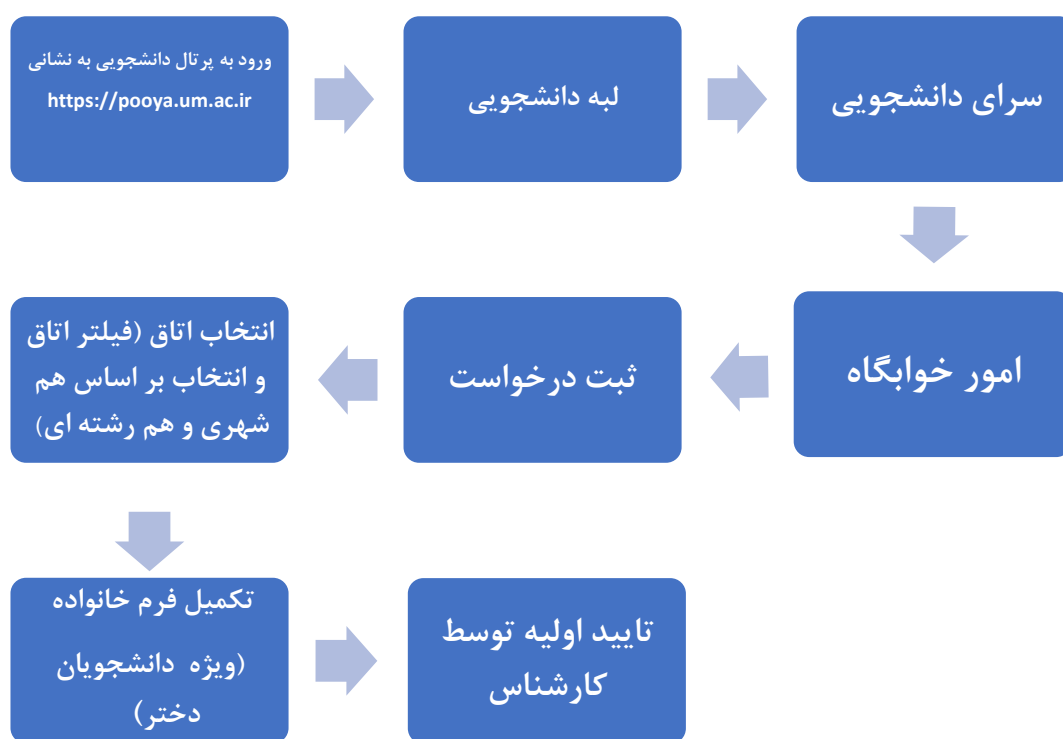 ورود به پرتال دانشجویی به نشانی
https://pooya.um.ac.ir
لبه دانشجویی
سرای دانشجویی
امور خوابگاه
ثبت درخواست
انتخاب اتاق (فیلتر اتاق
و انتخاب بر اساس هم
شهری و هم رشته ای)
تکمیل فرم خانواده
(ویژه دانشجویان
دختر)
تایید اولیه توسط
کارشناس